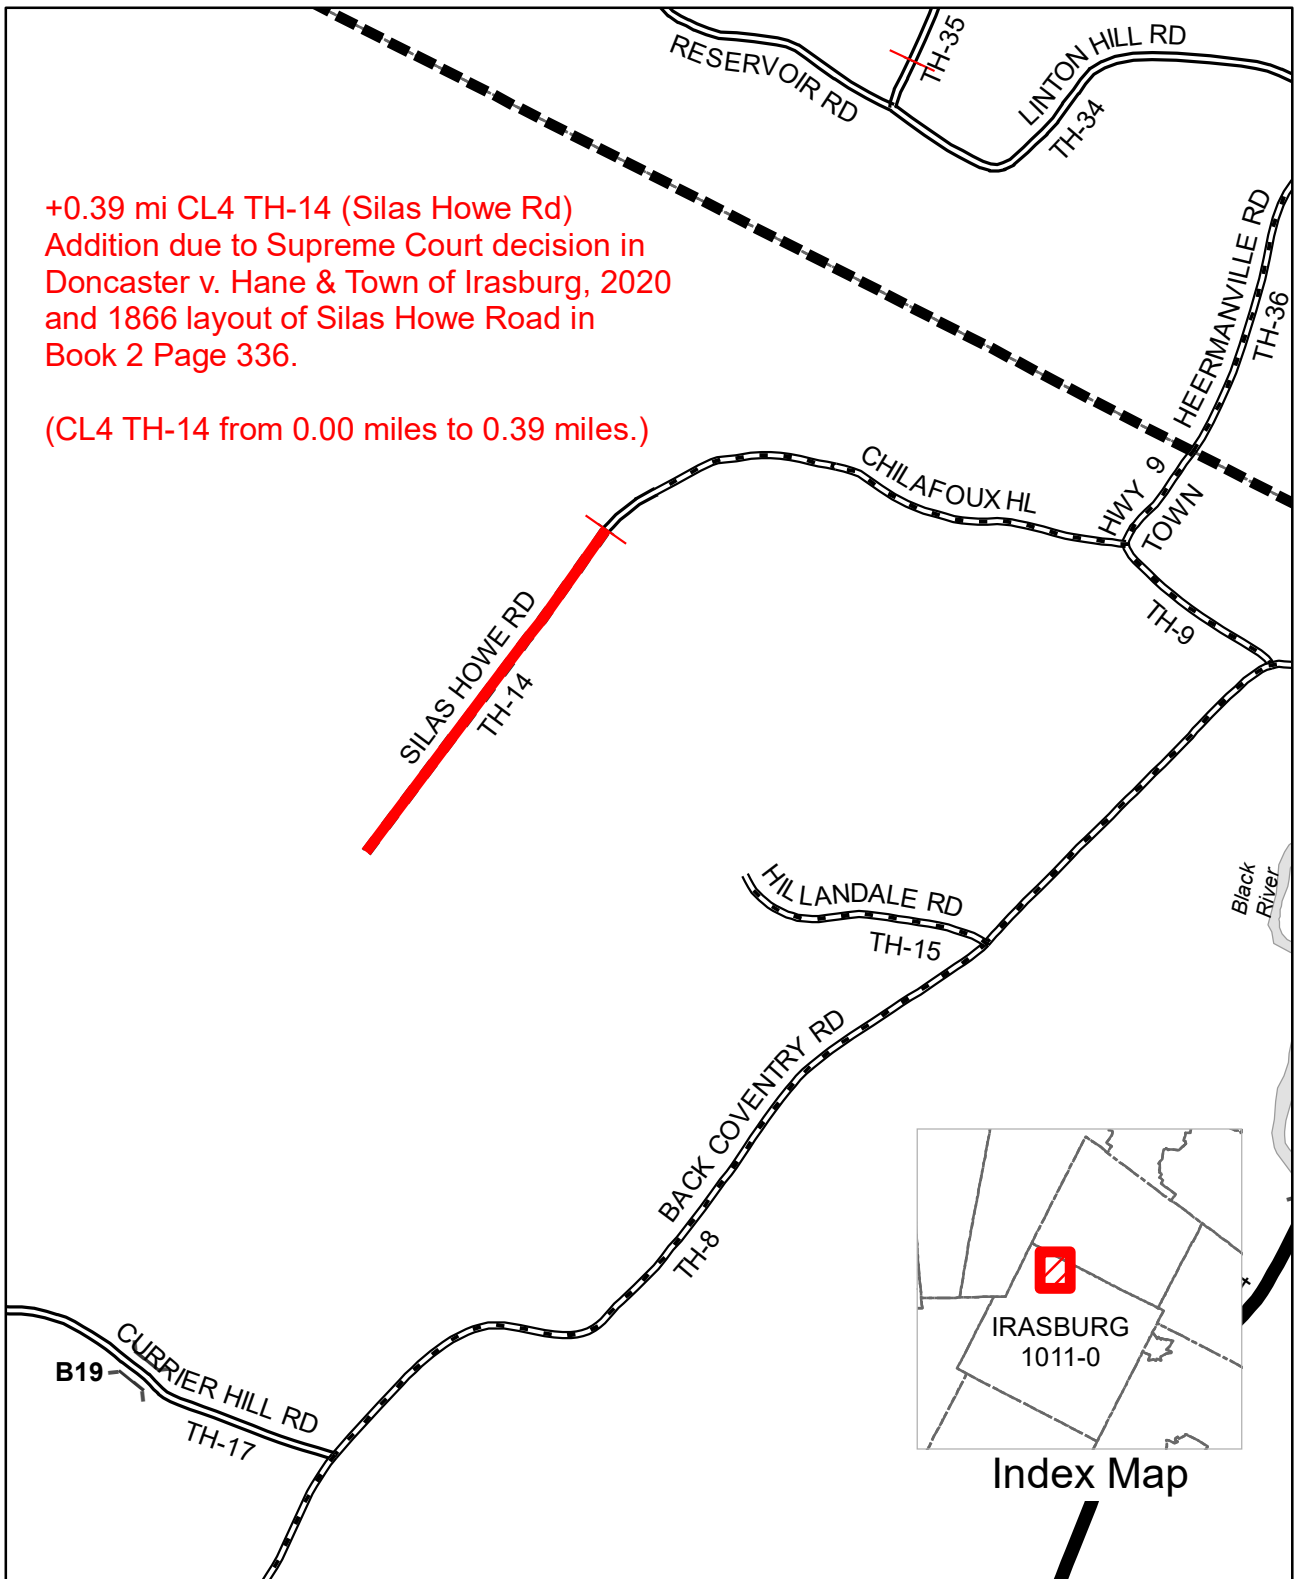 RESERVOIR RD
TH-35
LINTON HILL RD
TH-34
+0.39 mi CL4 TH-14 (Silas Howe Rd)
Addition due to Supreme Court decision in
Doncaster v. Hane & Town of Irasburg, 2020
and 1866 layout of Silas Howe Road in
Book 2 Page 336.
(CL4 TH-14 from 0.00 miles to 0.39 miles.)
HEERMANVILLE RD
TH-36
CHILAFOUX HL
HWY 9
TOWN
TH-9
SILAS HOWE RD
TH-14
HILLANDALE RD
TH-15
Black
River
BACK COVENTRY RD
TH-8
CURRIER HILL RD
B19
TH-17
IRASBURG
1011-0
Index Map